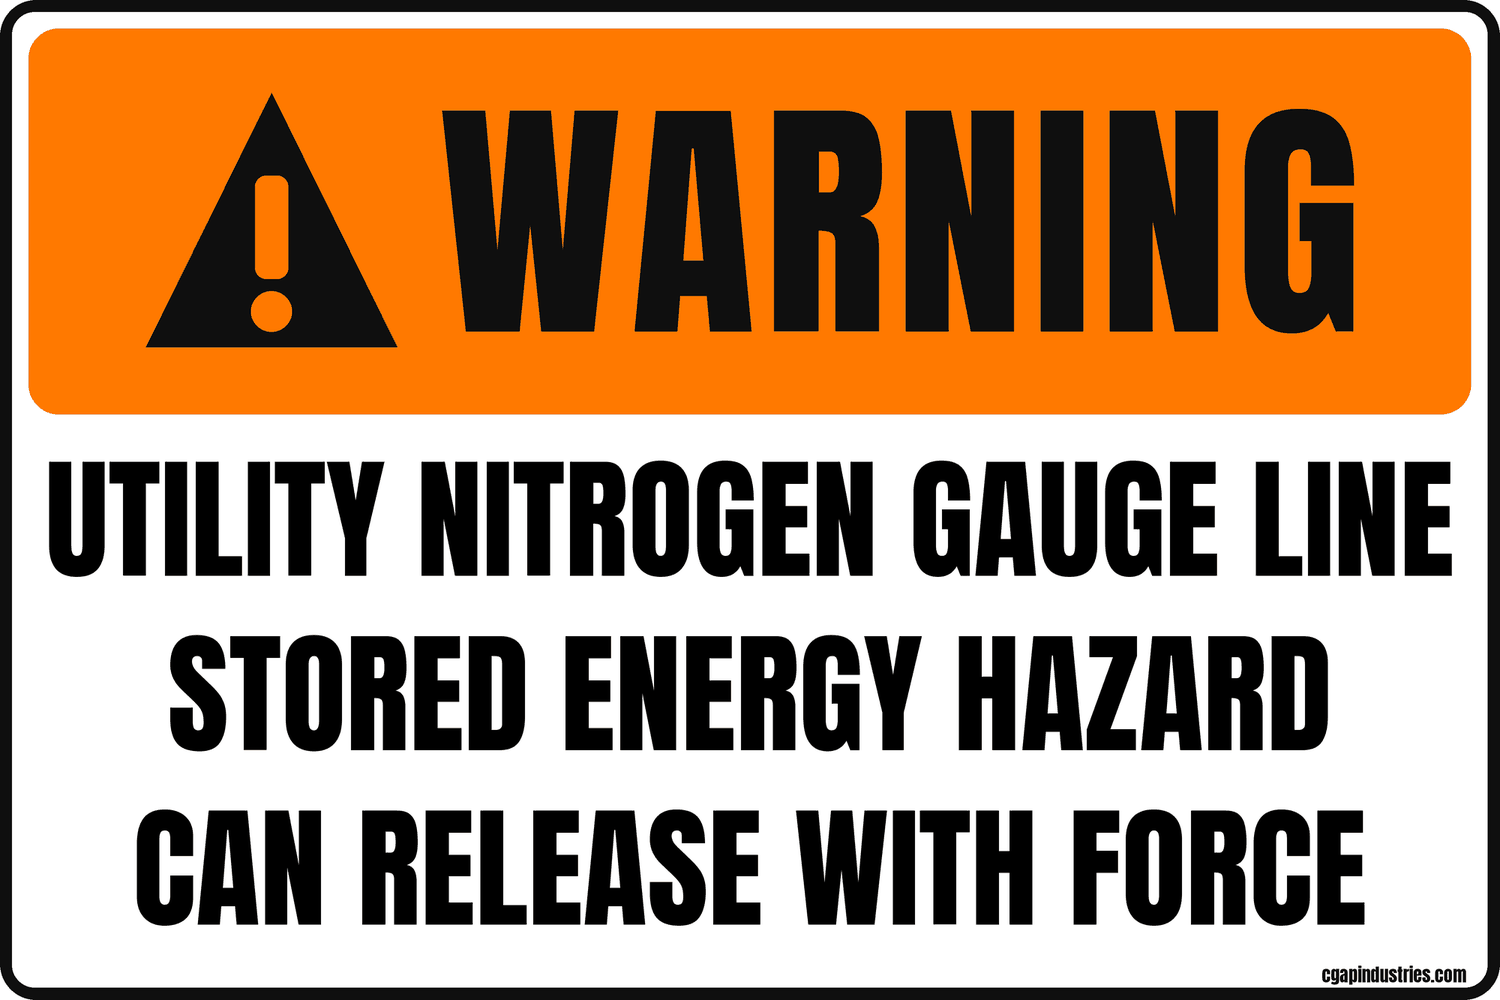 WARNING
UTILITY NITROGEN GAUGE LINE
STORED ENERGY HAZARD
CAN RELEASE WITH FORCE
cgapindustries.com